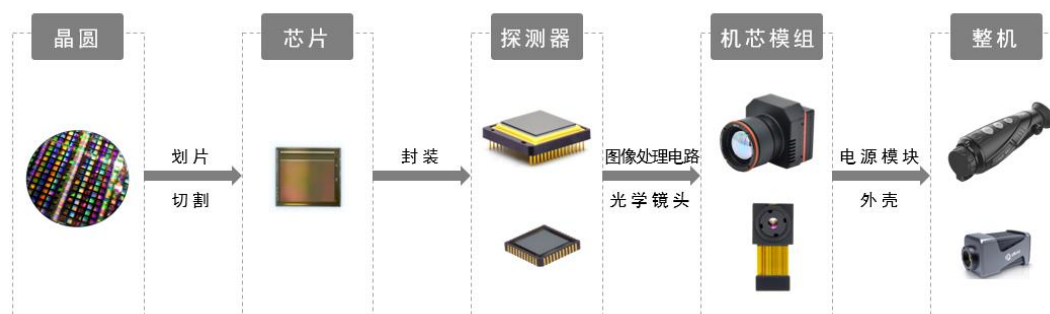 晶圆
芯片
探测器
机芯模组
整机
划片
切割
封装
图像处理电路
光学镜头
电源模块
外壳